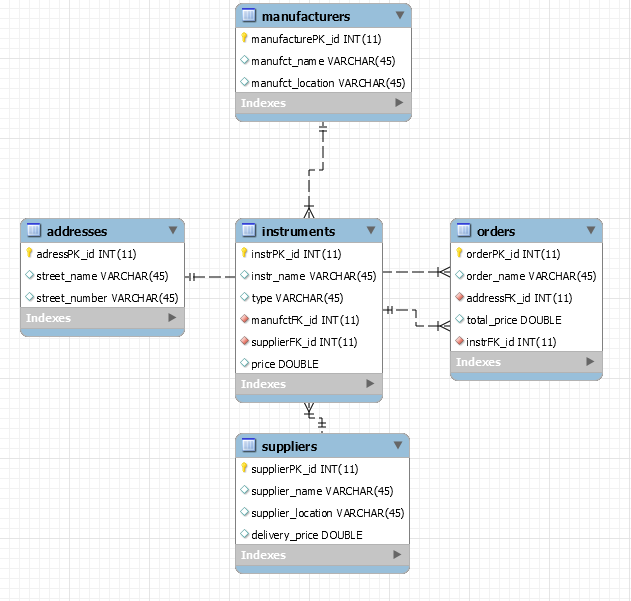 manufacturers
manufacturePK_id INT(11)
manufct_name VARCHAR(45)
manufct_location VARCHAR(45)
Indexes
addresses
adressPK_id INT(11)
street_name VARCHAR(45)
street_number VARCHAR(45)
Indexes
instruments
instrPK_id INT(11)
instr_name VARCHAR(45)
type VARCHAR(45)
manufctFK_id INT(11)
supplierFK_id INT(11)
price DOUBLE
Indexes
orders
orderPK_id INT(11)
order_name VARCHAR(45)
addressFK_id INT(11)
total_price DOUBLE
instrFK_id INT(11)
Indexes
suppliers
supplierPK_id INT(11)
supplier_name VARCHAR(45)
supplier_location VARCHAR(45)
delivery_price DOUBLE
Indexes